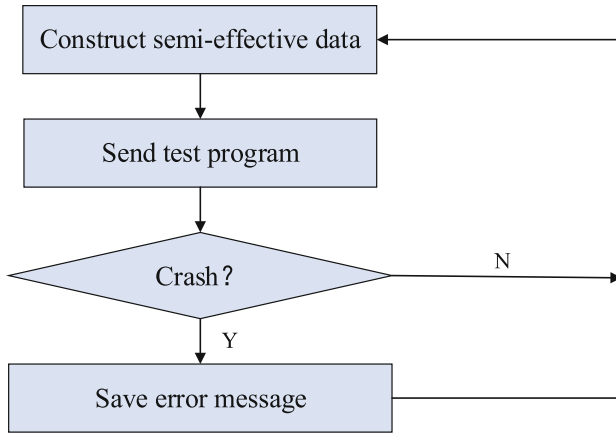 Construct semi-effective data
Send test program
Crash？
N
Y
Save error message